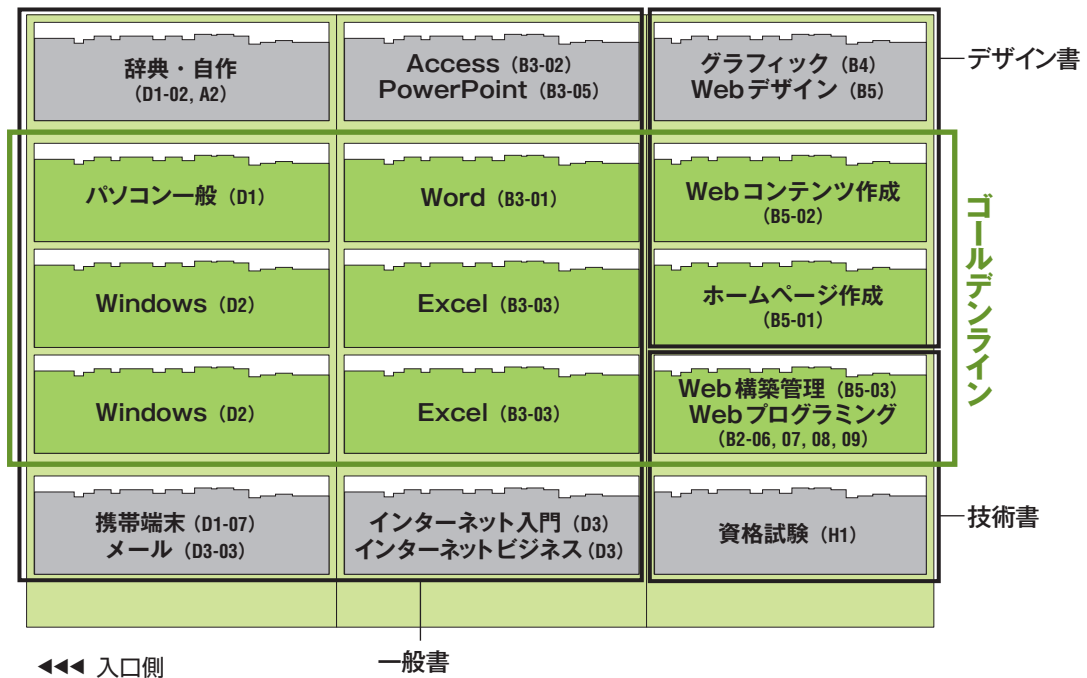 辞典・自作
(D1-02, A2)
Access (B3-02)
PowerPoint (B3-05)
グラフィック (B4)
Webデザイン (B5)
デザイン書
パソコン一般 (D1)
Word (B3-01)
Webコンテンツ作成
(B5-02)
ゴールデンライン
Windows (D2)
Excel (B3-03)
ホームページ作成
(B5-01)
Windows (D2)
Excel (B3-03)
Web構築管理 (B5-03)
Webプログラミング
(B2-06, 07, 08, 09)
携帯端末 (D1-07)
メール (D3-03)
インターネット入門 (D3)
インターネットビジネス (D3)
資格試験 (H1)
技術書
◀◀◀ 入口側
一般書